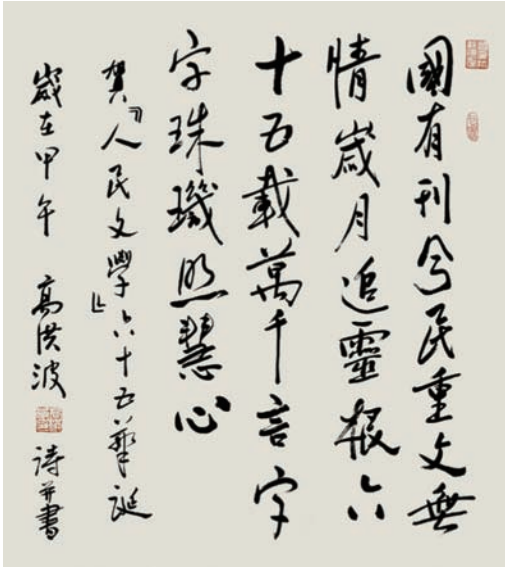 國有刊兮民重文無
情歲月追靈根六
十五載萬千言字
字珠璣照慧心
賀『人民文學』六十五華誕
歲在甲午 高洪波 詩并書